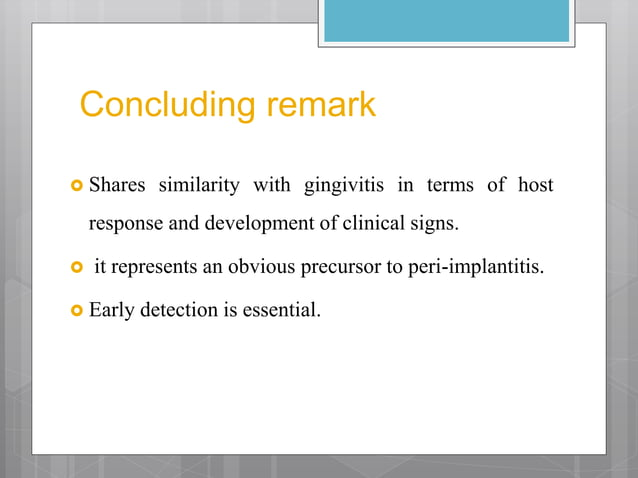 Concluding remark
Shares similarity with gingivitis in terms of host
response and development of clinical signs.
it represents an obvious precursor to peri-implantitis.
Early detection is essential.